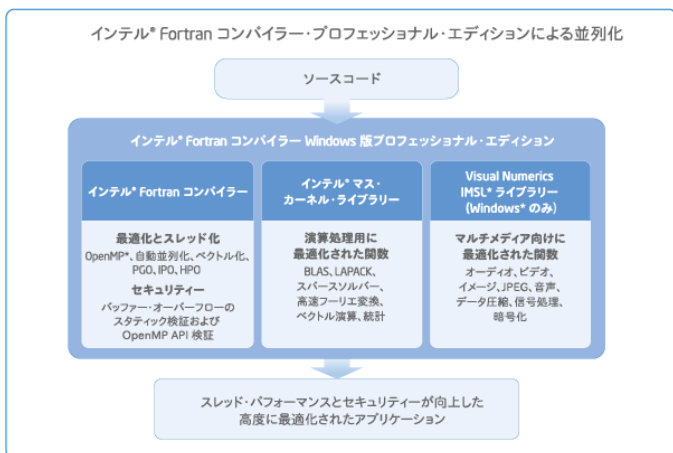 インテル® Fortran コンパイラー・プロフェッショナル・エディションによる並列化
ソースコード
インテル® Fortran コンパイラー Windows 版プロフェッショナル・エディション
インテル® Fortran コンパイラー
最適化とスレッド化
OpenMP*、自動並列化、ベクトル化、
PGO、IPO、HPO
セキュリティー
バッファー・オーバーフローの
スタティック検証および
OpenMP API 検証
インテル® マス・
カーネル・ライブラリー
演算処理用に
最適化された関数
BLAS、LAPACK、
スパースソルバー、
高速フーリエ変換、
ベクトル演算、統計
Visual Numerics
IMSL* ライブラリー
(Windows* のみ)
マルチメディア向けに
最適化された関数
オーディオ、ビデオ、
イメージ、JPEG、音声、
データ圧縮、信号処理、
暗号化
スレッド・パフォーマンスとセキュリティーが向上した
高度に最適化されたアプリケーション